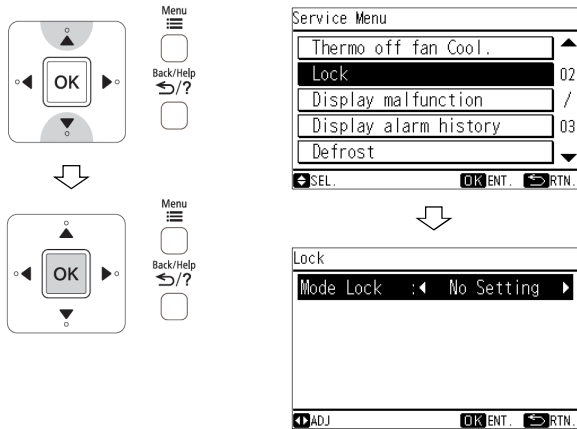 Menu
OK
Back/Help
/?
Service Menu
Thermo off fan Cool.
Lock
Display malfunction
Display alarm history
Defrost
02
/
03
SEL. OK ENT. RTN.
Menu
OK
Back/Help
/?
Lock
Mode Lock : No Setting
ADJ OK ENT. RTN.